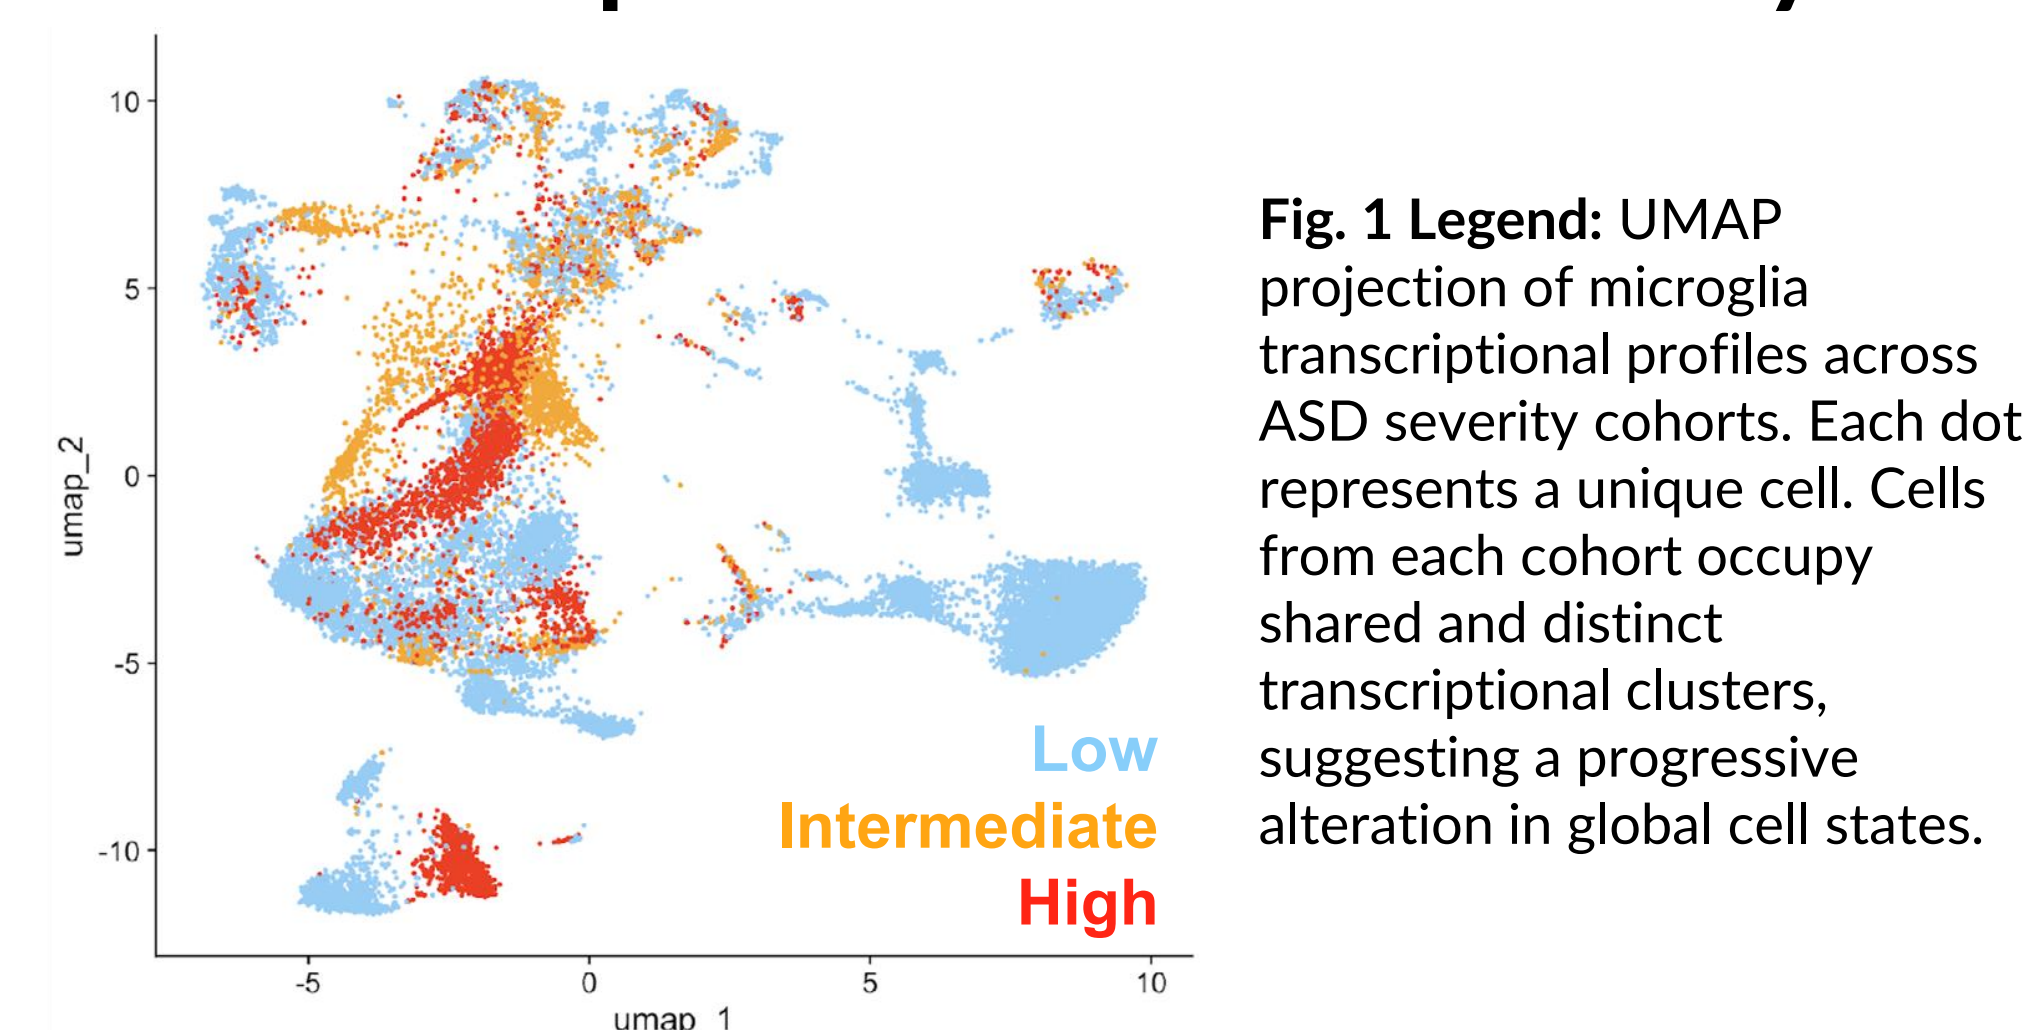 10
5
0
-5
-10
umap_2
-5
0
5
10
umap_1
Low
Intermediate
High
Fig. 1 Legend: UMAP
projection of microglia
transcriptional profiles across
ASD severity cohorts. Each dot
represents a unique cell. Cells
from each cohort occupy
shared and distinct
transcriptional clusters,
suggesting a progressive
alteration in global cell states.